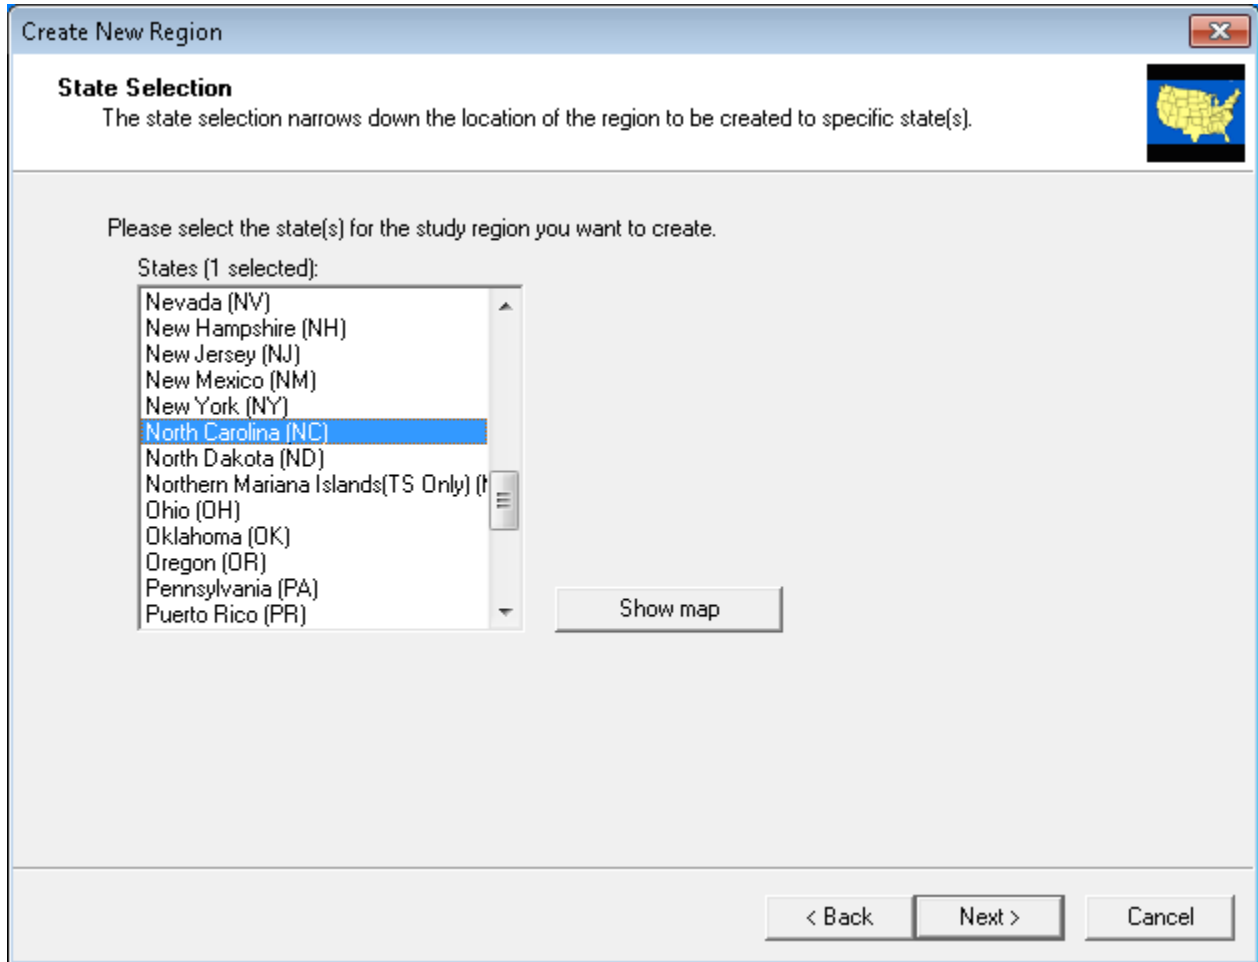 Create New Region
State Selection
The state selection narrows down the location of the region to be created to specific state(s).
Please select the state(s) for the study region you want to create.
States (1 selected):
Nevada (NV)
New Hampshire (NH)
New Jersey (NJ)
New Mexico (NM)
New York (NY)
North Carolina (NC)
North Dakota (ND)
Northern Mariana Islands(TS Only)
Ohio (OH)
Oklahoma (OK)
Oregon (OR)
Pennsylvania (PA)
Puerto Rico (PR)
Show map
< Back Next > Cancel